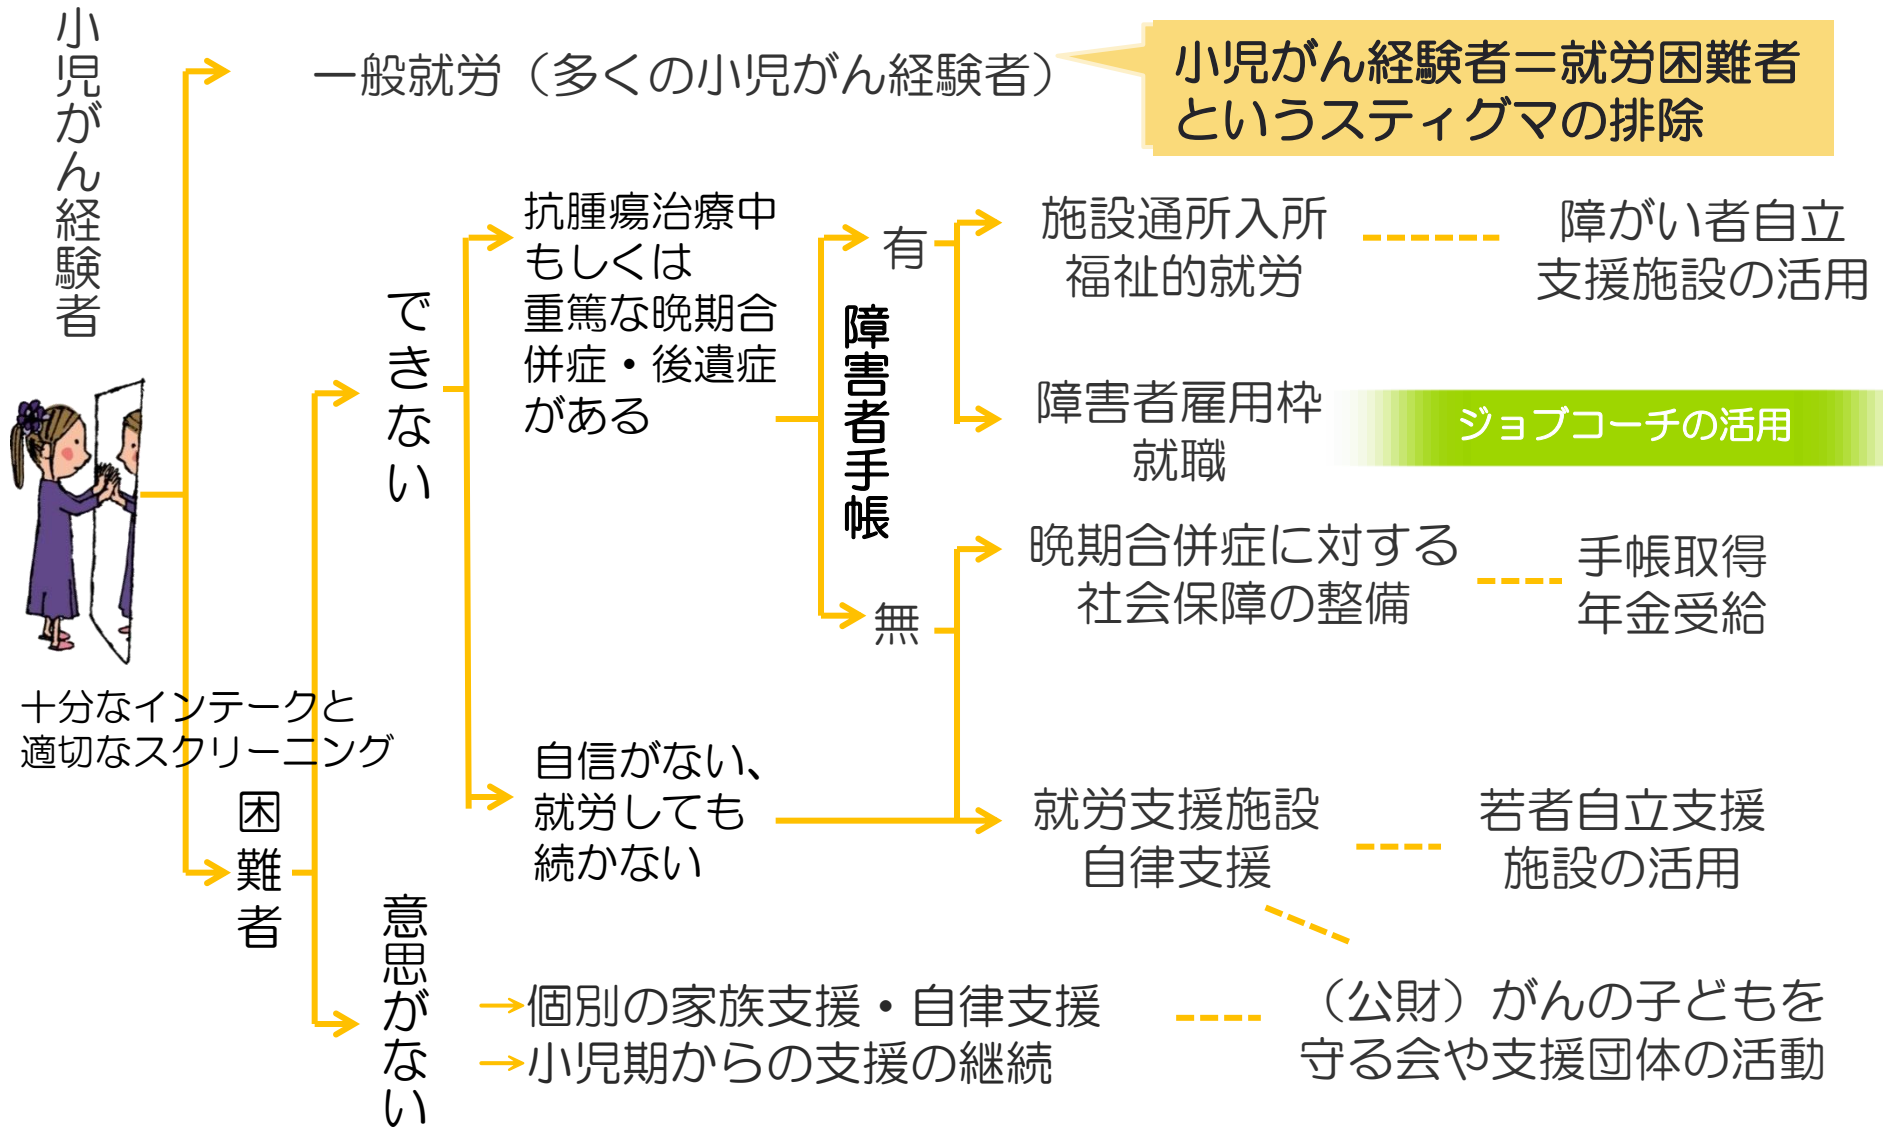 小児がん経験者
一般就労（多くの小児がん経験者）
小児がん経験者＝就労困難者
というスティグマの排除
十分なインテークと
適切なスクリーニング
困難者
できない
抗腫瘍治療中
もしくは
重篤な晩期合
併症・後遺症
がある
障害者手帳
有
施設通所入所
福祉的就労
障がい者自立
支援施設の活用
障害者雇用枠
就職
ジョブコーチの活用
無
晩期合併症に対する
社会保障の整備
手帳取得
年金受給
自信がない、
就労しても
続かない
就労支援施設
自律支援
若者自立支援
施設の活用
意思がない
→個別の家族支援・自律支援
→小児期からの支援の継続
（公財）がんの子どもを
守る会や支援団体の活動